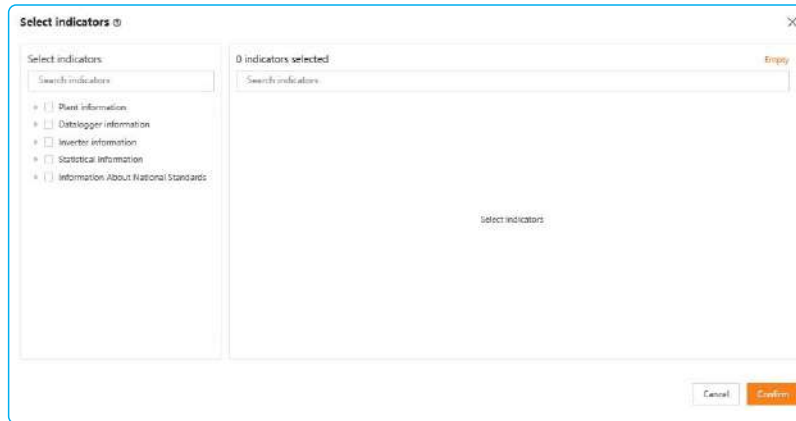 Select indicators
Select indicators
Search indicators
Plant information
Datalogger information
Inverter information
Statistical information
Information About National Standards
0 indicators selected
Empty
Search indicators
Select indicators
Cancel
Confirm